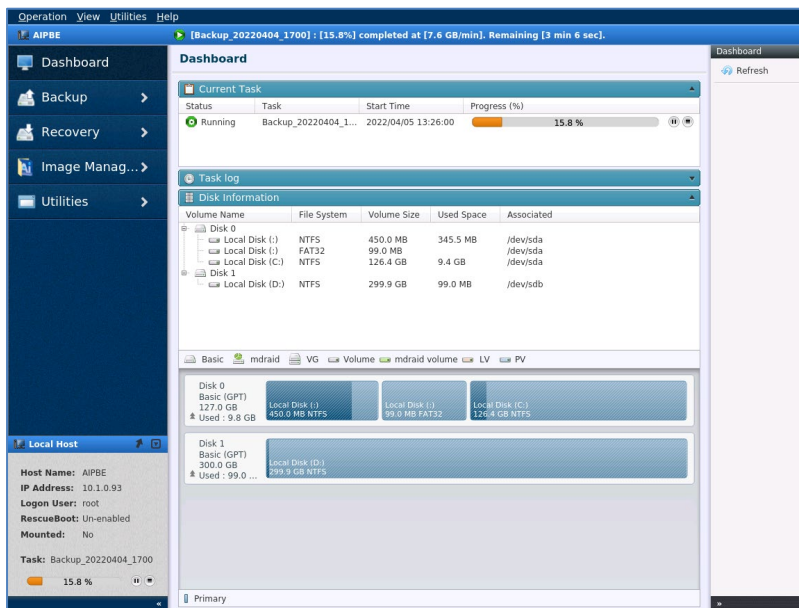 Operation View Utilities Help
AIPBE [Backup_20220404_1700] : [15.8%] completed at [7.6 GB/min]. Remaining [3 min 6 sec].
Dashboard
Backup
Recovery
Image Manag...
Utilities
Dashboard
Current Task
Status Task Start Time Progress (%)
Running Backup_20220404_1... 2022/04/05 13:26:00 15.8 %
Task log
Disk Information
Volume Name File System Volume Size Used Space Associated
Disk 0
Local Disk (:) NTFS 450.0 MB 345.5 MB /dev/sda
Local Disk (:) FAT32 99.0 MB /dev/sda
Local Disk (C:) NTFS 126.4 GB 9.4 GB /dev/sda
Disk 1
Local Disk (D:) NTFS 299.9 GB 99.0 MB /dev/sdb
Basic mdraid VG Volume mdraid volume LV PV
Disk 0
Basic (GPT)
127.0 GB
Used : 9.8 GB
Local Disk (:)
450.0 MB NTFS
Local Disk (:)
99.0 MB FAT32
Local Disk (C:)
126.4 GB NTFS
Disk 1
Basic (GPT)
300.0 GB
Used : 99.0 ...
Local Disk (D:)
299.9 GB NTFS
Primary
Local Host
Host Name: AIPBE
IP Address: 10.1.0.93
Logon User: root
RescueBoot: Un-enabled
Mounted: No
Task: Backup_20220404_1700
15.8 %
«
Dashboard
Refresh
»